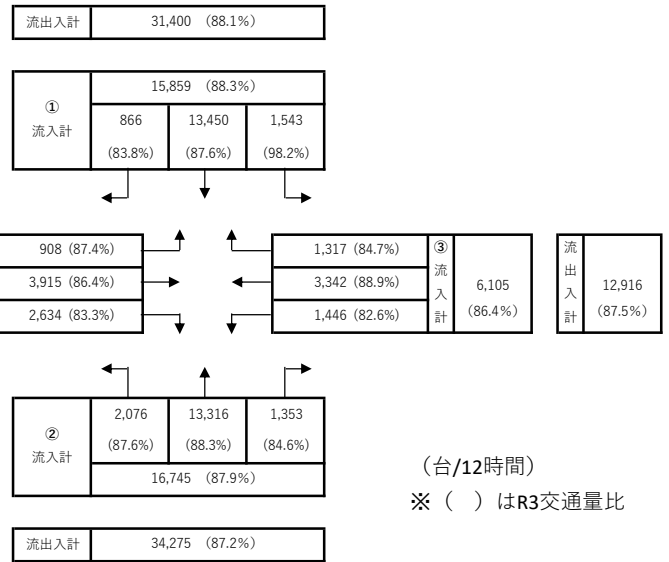 流出入計 31,400 (88.1%)
15,859 (88.3%)
①
流入計
866 13,450 1,543
(83.8%) (87.6%) (98.2%)
908 (87.4%)
3,915 (86.4%)
2,634 (83.3%)
1,317 (84.7%)
3,342 (88.9%)
1,446 (82.6%)
③
流
入
計
6,105
(86.4%)
流
出
入
計
12,916
(87.5%)
②
流入計
2,076 13,316 1,353
(87.6%) (88.3%) (84.6%)
16,745 (87.9%)
(台/12時間)
※ ( ) はR3交通量比
流出入計 34,275 (87.2%)